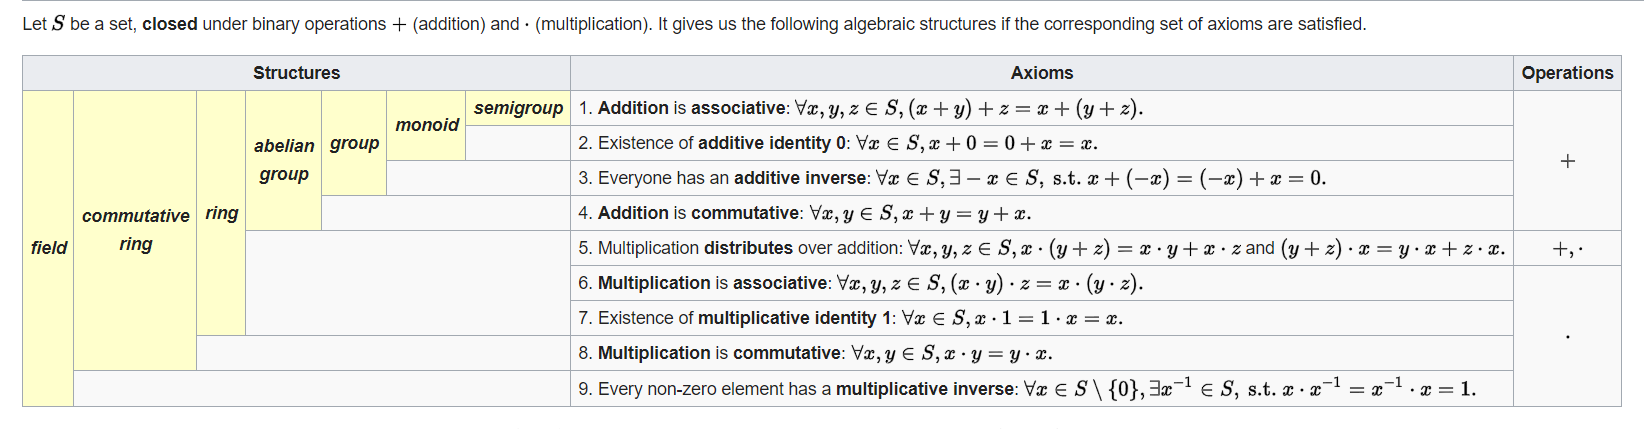 Let S be a set, closed under binary operations + (addition) and · (multiplication). It gives us the following algebraic structures if the corresponding set of axioms are satisfied.
Structures Axioms Operations
field
commutative
ring
ring
abelian
group
group
monoid
semigroup
1. Addition is associative: ∀x, y, z ∈ S, (x + y) + z = x + (y + z).
2. Existence of additive identity 0: ∀x ∈ S, x + 0 = 0 + x = x.
3. Everyone has an additive inverse: ∀x ∈ S, ∃ − x ∈ S, s.t. x + (−x) = (−x) + x = 0.
4. Addition is commutative: ∀x, y ∈ S, x + y = y + x.
+
5. Multiplication distributes over addition: ∀x, y, z ∈ S, x · (y + z) = x · y + x · z and (y + z) · x = y · x + z · x.
+, ·
6. Multiplication is associative: ∀x, y, z ∈ S, (x · y) · z = x · (y · z).
7. Existence of multiplicative identity 1: ∀x ∈ S, x · 1 = 1 · x = x.
8. Multiplication is commutative: ∀x, y ∈ S, x · y = y · x.
9. Every non-zero element has a multiplicative inverse: ∀x ∈ S \ {0}, ∃x⁻¹ ∈ S, s.t. x · x⁻¹ = x⁻¹ · x = 1.
·